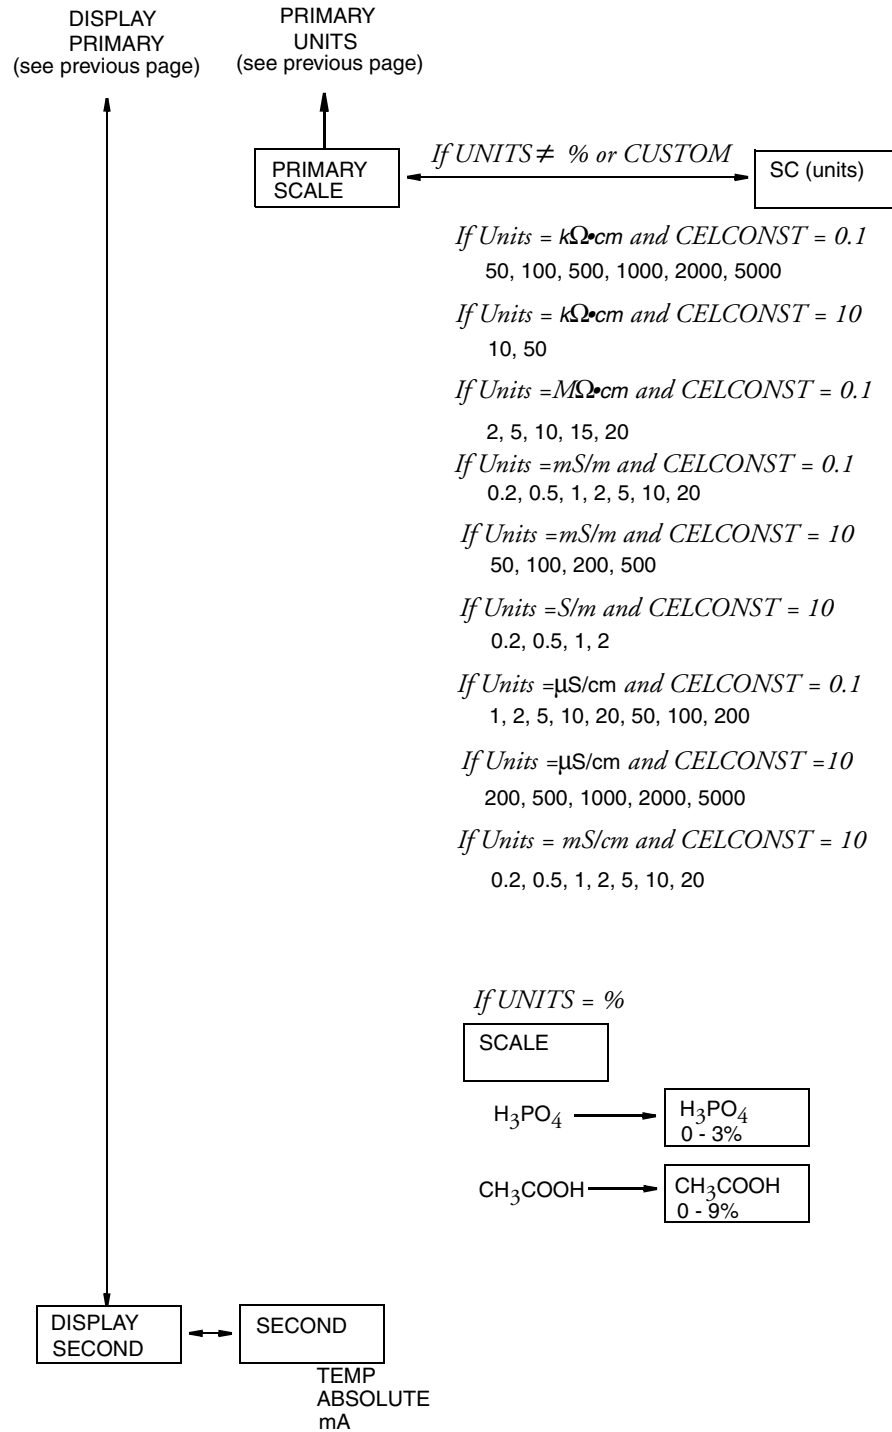 DISPLAY
PRIMARY
(see previous page)
PRIMARY
UNITS
(see previous page)
PRIMARY
SCALE
If UNITS ≠ % or CUSTOM
SC (units)
If Units = kΩ•cm and CELCONST = 0.1
50, 100, 500, 1000, 2000, 5000
If Units = kΩ•cm and CELCONST = 10
10, 50
If Units =MΩ•cm and CELCONST = 0.1
2, 5, 10, 15, 20
If Units =mS/m and CELCONST = 0.1
0.2, 0.5, 1, 2, 5, 10, 20
If Units =mS/m and CELCONST = 10
50, 100, 200, 500
If Units =S/m and CELCONST = 10
0.2, 0.5, 1, 2
If Units =µS/cm and CELCONST = 0.1
1, 2, 5, 10, 20, 50, 100, 200
If Units =µS/cm and CELCONST =10
200, 500, 1000, 2000, 5000
If Units = mS/cm and CELCONST = 10
0.2, 0.5, 1, 2, 5, 10, 20
If UNITS = %
SCALE
H3PO4
H3PO4
0 - 3%
CH3COOH
CH3COOH
0 - 9%
DISPLAY
SECOND
SECOND
TEMP
ABSOLUTE
mA